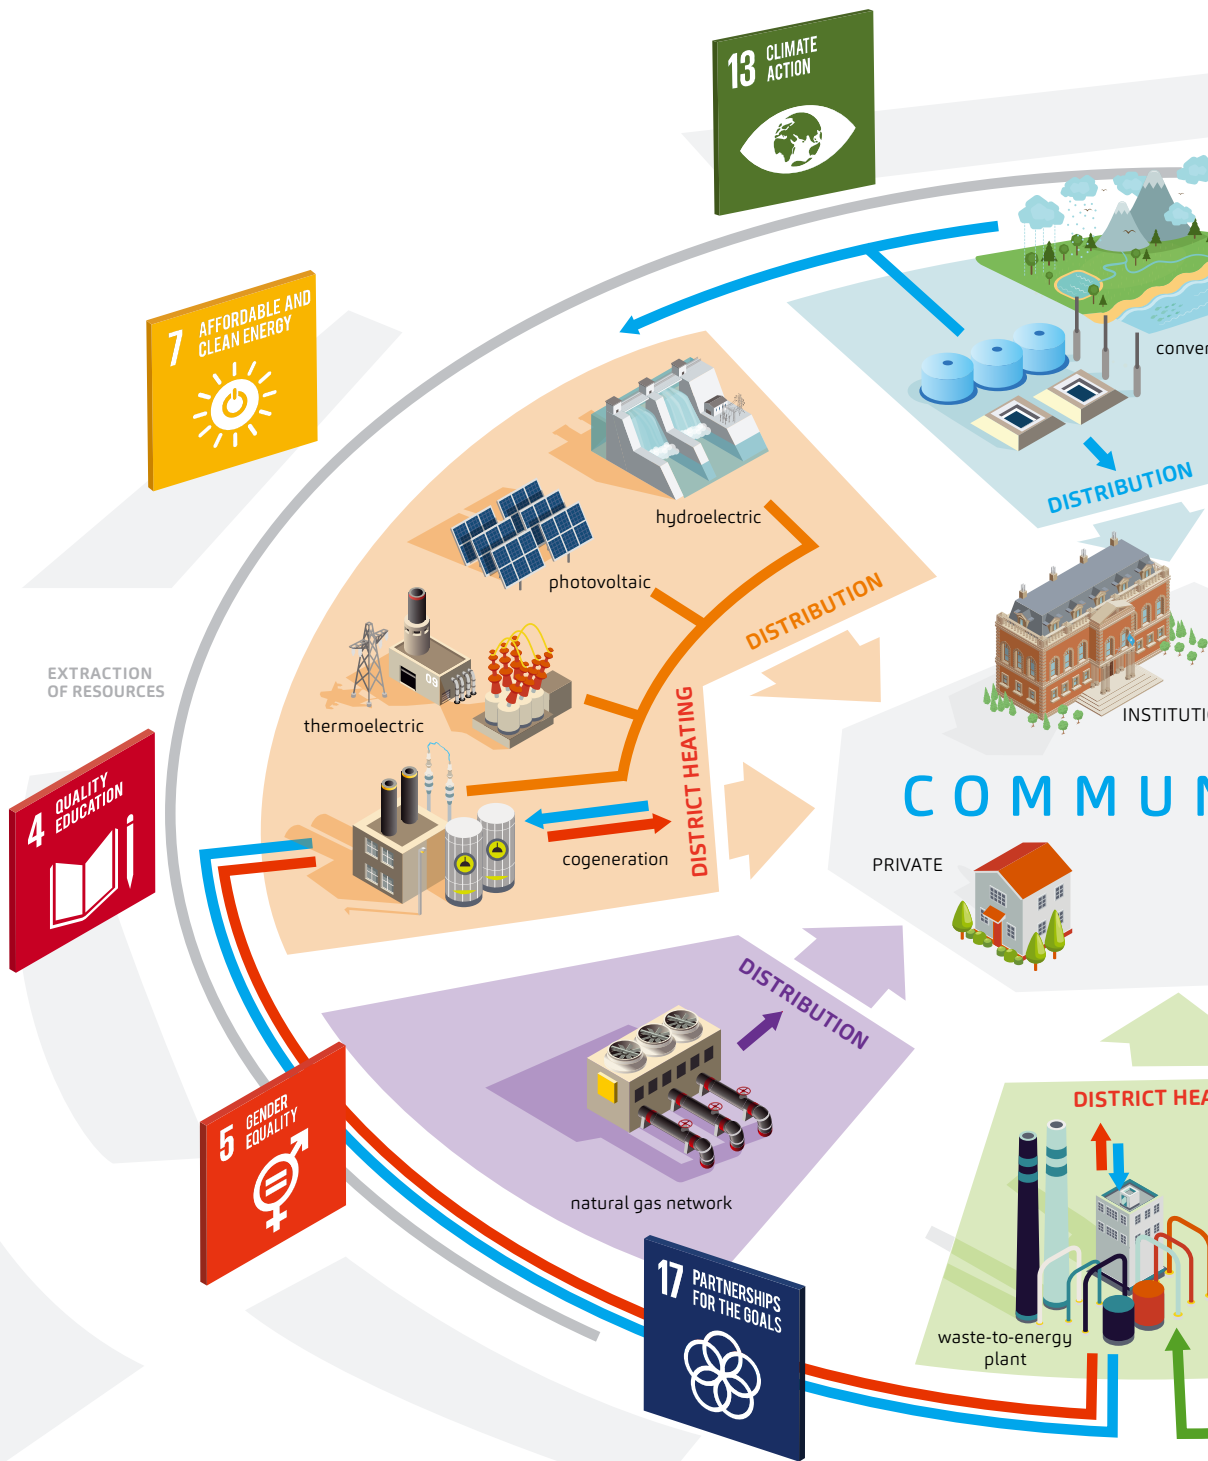 13 CLIMATE
ACTION
7 AFFORDABLE AND
CLEAN ENERGY
conver
DISTRIBUTION
hydroelectric
photovoltaic
DISTRIBUTION
EXTRACTION
OF RESOURCES
09
thermoelectric
INSTITUTI
DISTRICT HEATING
COMMUN
4 QUALITY
EDUCATION
cogeneration
PRIVATE
DISTRIBUTION
5 GENDER
EQUALITY
DISTRICT HEA
natural gas network
17 PARTNERSHIPS
FOR THE GOALS
waste-to-energy
plant